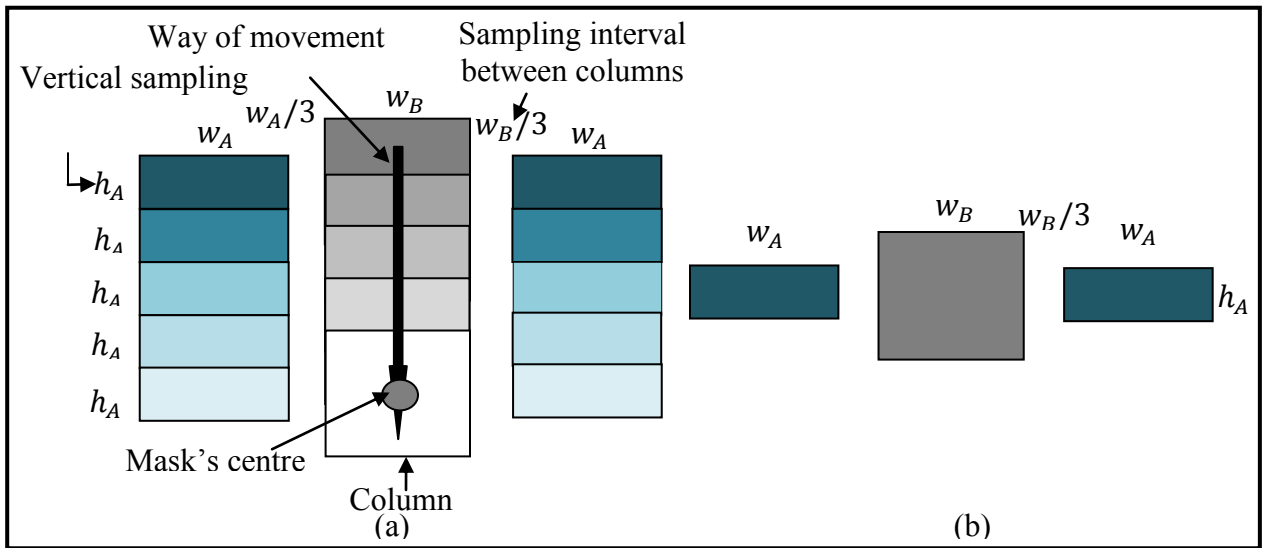 Way of movement
Sampling interval
between columns
Vertical sampling
w_A/3
w_B
w_B/3
w_A
w_A
h_A
h_A
h_A
h_A
h_A
w_A
w_B
w_B/3
w_A
h_A
Mask's centre
Column
(a)
(b)